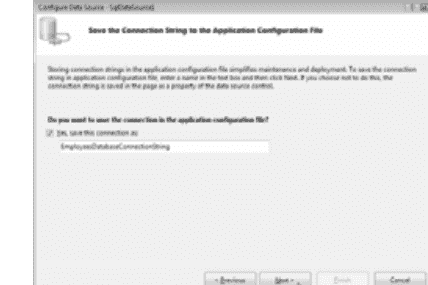 Configure Data Source - SqlDataSource1
Save the Connection String to the Application Configuration File
Storing connection strings in the application configuration file simplifies maintenance and deployment. To save the connection
string in application configuration file, enter a name in the text box and then click Next. If you choose not to do this, the
connection string is saved in the page as a property of the data source control.
Do you want to save the connection in the application configuration file?
Yes, save this connection as:
EmployeesDatabaseConnectionString
< Previous Next > Finish Cancel